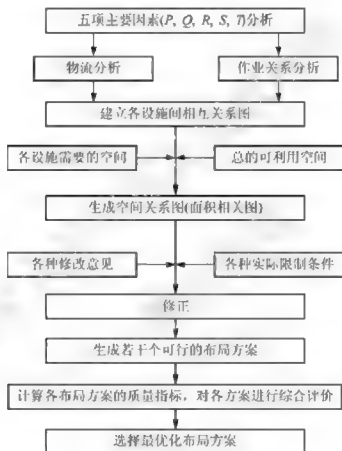 五项主要因素(P, Q, R, S, T)分析
物流分析
作业关系分析
建立各设施间相互关系图
各设施需要的空间
总的可利用空间
生成空间关系图(面积相关图)
各种修改意见
各种实际限制条件
修正
生成若干个可行的布局方案
计算各布局方案的质量指标，对各方案进行综合评价
选择最优化布局方案